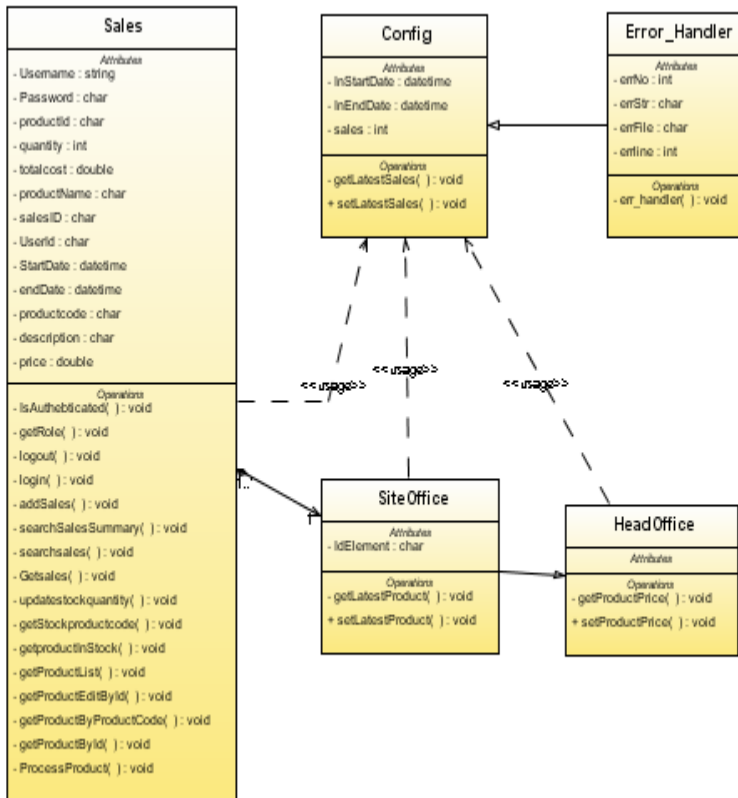 Sales
Attributes
- Username : string
- Password : char
- productId : char
- quantity : int
- totalcost : double
- productName : char
- salesID : char
- UserId : char
- StartDate : datetime
- endDate : datetime
- productcode : char
- description : char
- price : double
Operations
- IsAuthebticated( ) : void
- getRole( ) : void
- logout( ) : void
- login( ) : void
- addSales( ) : void
- searchSalesSummary( ) : void
- searchsales( ) : void
- Getsales( ) : void
- updatestockquantity( ) : void
- getStockproductcode( ) : void
- getproductInStock( ) : void
- getProductList( ) : void
- getProductEditById( ) : void
- getProductByProductCode( ) : void
- getProductById( ) : void
- ProcessProduct( ) : void
Config
Attributes
- InStartDate : datetime
- InEndDate : datetime
- sales : int
Operations
- getLatestSales( ) : void
+ setLatestSales( ) : void
Error_Handler
Attributes
- errNo : int
- errStr : char
- errFile : char
- errline : int
Operations
- err_handler( ) : void
<<usage>>
<<usage>>
<<usage>>
1..
1
SiteOffice
Attributes
- IdElement : char
Operations
- getLatestProduct( ) : void
+ setLatestProduct( ) : void
HeadOffice
Attributes
Operations
- getProductPrice( ) : void
+ setProductPrice( ) : void